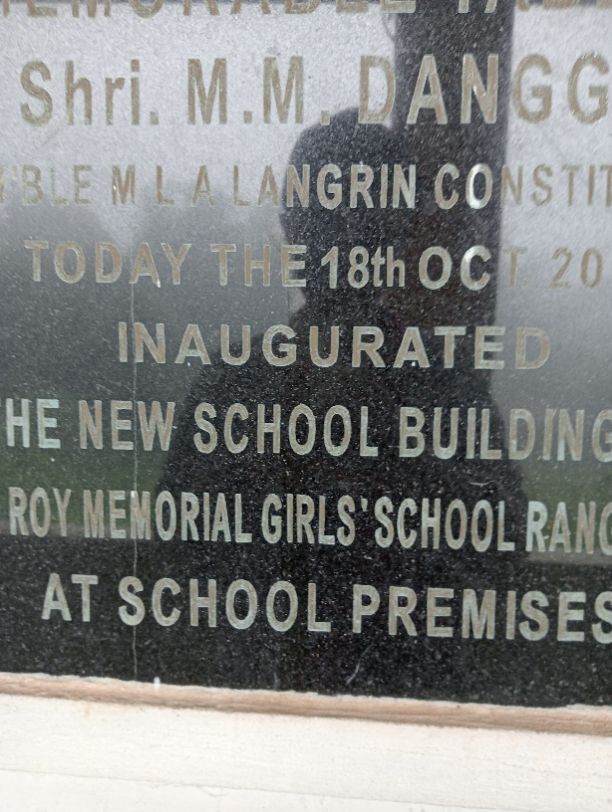 Shri. M.M. DANGG
'BLE M L A LANGRIN CONSTIT
TODAY THE 18th OCT. 20
INAUGURATED
THE NEW SCHOOL BUILDING
ROY MEMORIAL GIRLS' SCHOOL RANG
AT SCHOOL PREMISES